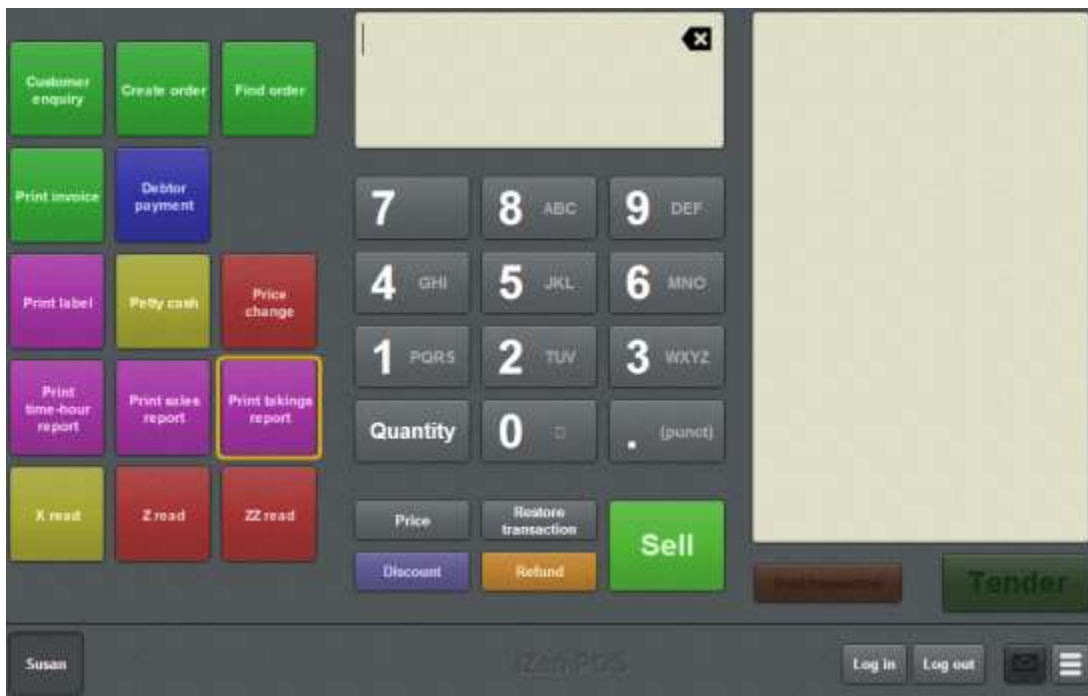 Customer
enquiry
Create order
Find order
Print invoice
Debtor
payment
Print label
Petty cash
Price
change
Print
time-hour
report
Print sales
report
Print takings
report
X read
Z read
ZZ read
7
8 ABC
9 DEF
4 GHI
5 JKL
6 MNO
1 PQRS
2 TUV
3 WXYZ
Quantity
0
. (punct)
Price
Restore
transaction
Sell
Discount
Refund
Tender
Susan
Log in
Log out